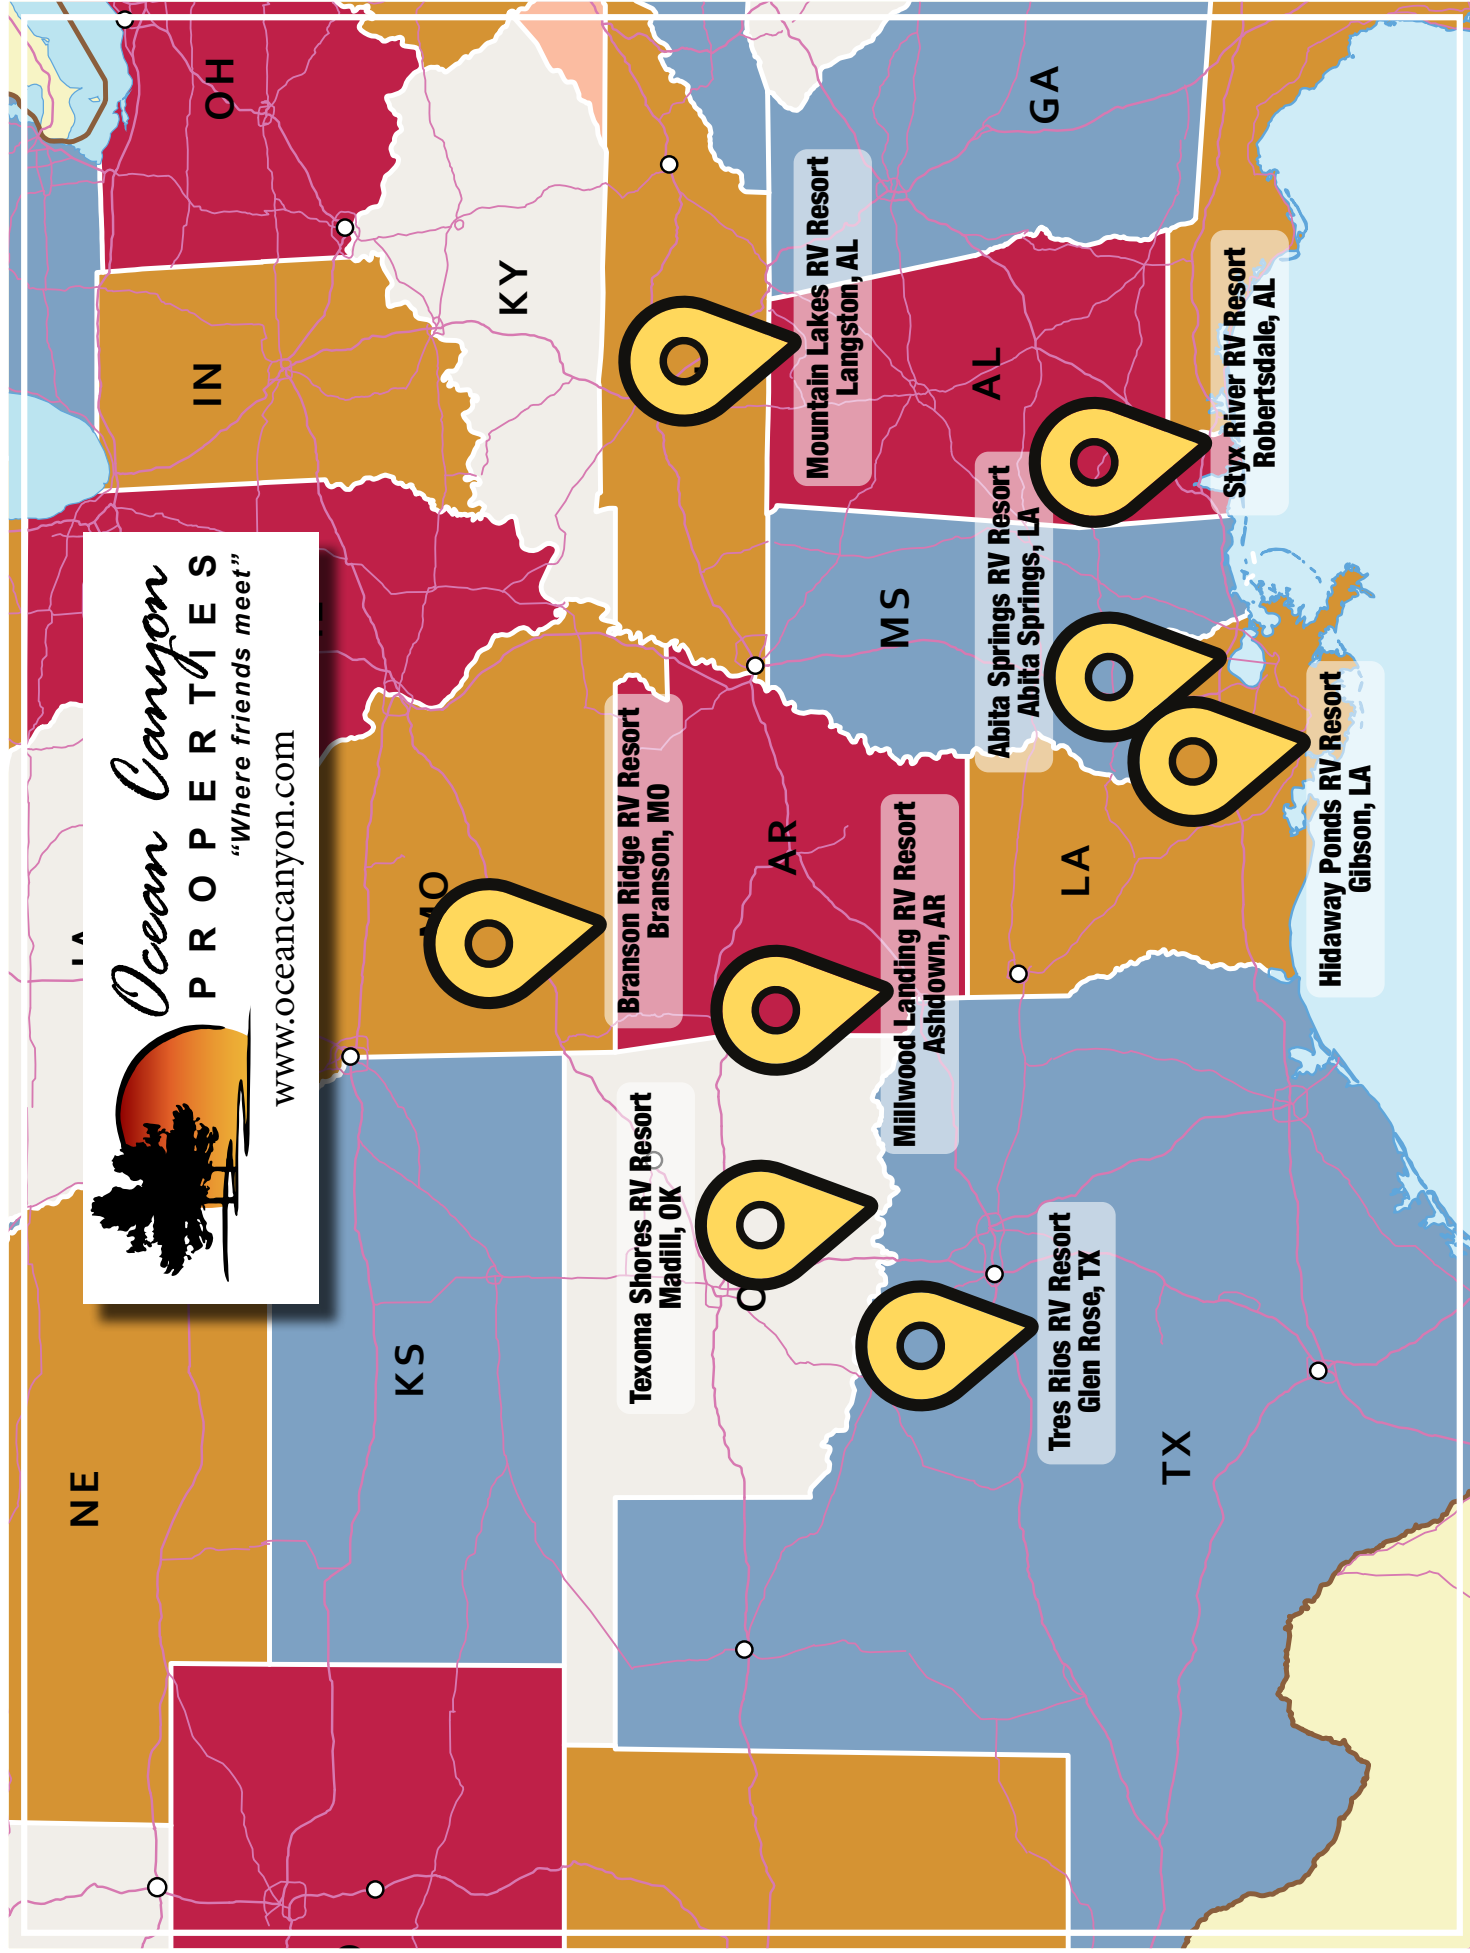 Ocean Canyon
PROPERTIES
“Where friends meet”
www.oceancanyon.com
NE
IN
OH
KS
MO
KY
Texoma Shores RV Resort
Madill, OK
Branson Ridge RV Resort
Branson, MO
AR
Mountain Lakes RV Resort
Langston, AL
Millwood Landing RV Resort
Ashdown, AR
MS
AL
GA
Abita Springs RV Resort
Abita Springs, LA
Tres Rios RV Resort
Glen Rose, TX
LA
TX
Styx River RV Resort
Robertsdale, AL
Hidaway Ponds RV Resort
Gibson, LA